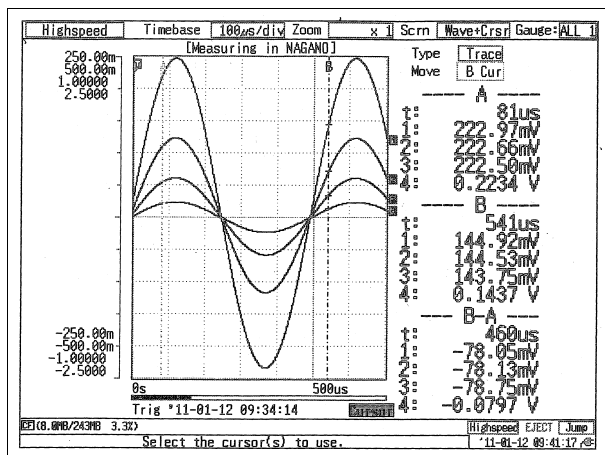 Highspeed Timebase 100µs/div Zoom x 1 Scrn Wave+Crsr Gauge:ALL 1
[Measuring in NAGANO]
250.00m
500.00m
1.00000
2.5000
-250.00m
-500.00m
-1.00000
-2.5000
A
B
0s 500us
Trig '11-01-12 09:34:14 Cursor
Type Trace
Move B Cur
A
t: 81us
1: 222.97mV
2: 222.66mV
3: 222.50mV
4: 0.2234 V
B
t: 541us
1: 144.92mV
2: 144.53mV
3: 143.75mV
4: 0.1437 V
B-A
t: 460us
1: -78.05mV
2: -78.13mV
3: -78.75mV
4: -0.0797 V
CF(8.0MB/243MB 3.3%) Highspeed EJECT Jump
Select the cursor(s) to use. '11-01-12 09:41:17